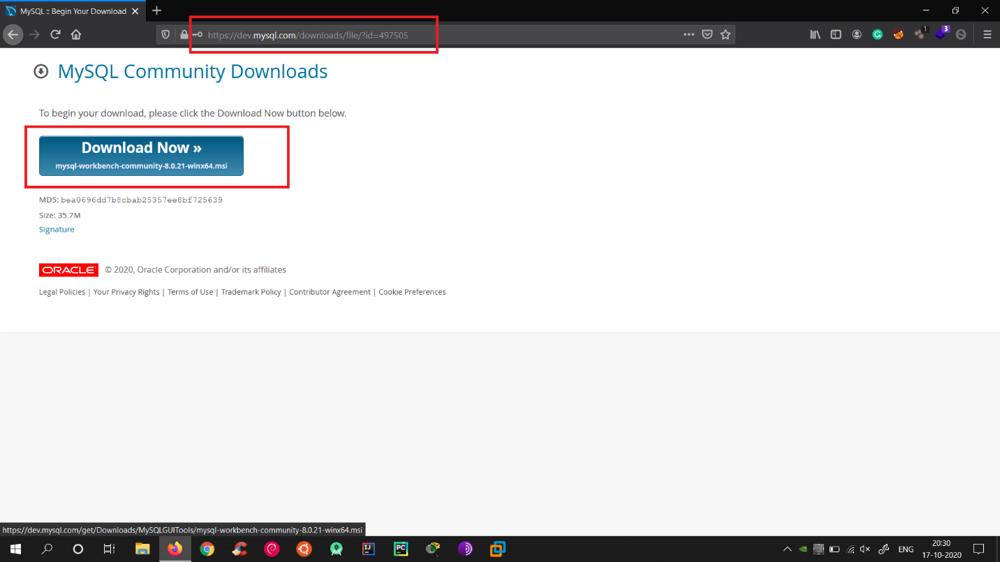 MySQL :: Begin Your Download
https://dev.mysql.com/downloads/file/?id=497505
1
3
MySQL Community Downloads
To begin your download, please click the Download Now button below.
Download Now »
mysql-workbench-community-8.0.21-winx64.msi
MD5: bea0696dd7b8cbab25357ee8bf725639
Size: 35.7M
Signature
ORACLE © 2020, Oracle Corporation and/or its affiliates
Legal Policies | Your Privacy Rights | Terms of Use | Trademark Policy | Contributor Agreement | Cookie Preferences
https://dev.mysql.com/get/Downloads/MySQLGUITools/mysql-workbench-community-8.0.21-winx64.msi
IJ
PC
ENG
20:30
17-10-2020